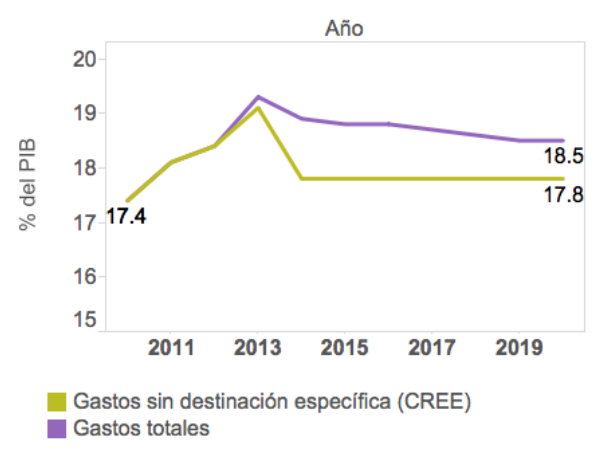 Año
20
19
18
17
16
15
% del PIB
17.4
18.5
17.8
2011 2013 2015 2017 2019
Gastos sin destinación específica (CREE)
Gastos totales